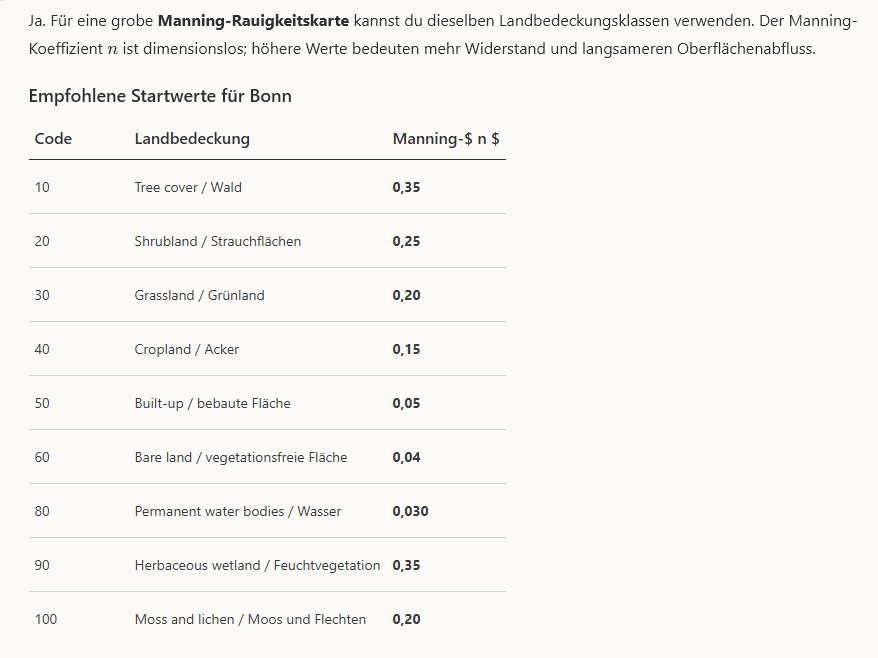 Ja. Für eine grobe Manning-Rauigkeitskarte kannst du dieselben Landbedeckungsklassen verwenden. Der Manning-
Koeffizient n ist dimensionslos; höhere Werte bedeuten mehr Widerstand und langsameren Oberflächenabfluss.
Empfohlene Startwerte für Bonn
Code Landbedeckung Manning-$ n $
10 Tree cover / Wald 0,35
20 Shrubland / Strauchflächen 0,25
30 Grassland / Grünland 0,20
40 Cropland / Acker 0,15
50 Built-up / bebaute Fläche 0,05
60 Bare land / vegetationsfreie Fläche 0,04
80 Permanent water bodies / Wasser 0,030
90 Herbaceous wetland / Feuchtvegetation 0,35
100 Moss and lichen / Moos und Flechten 0,20